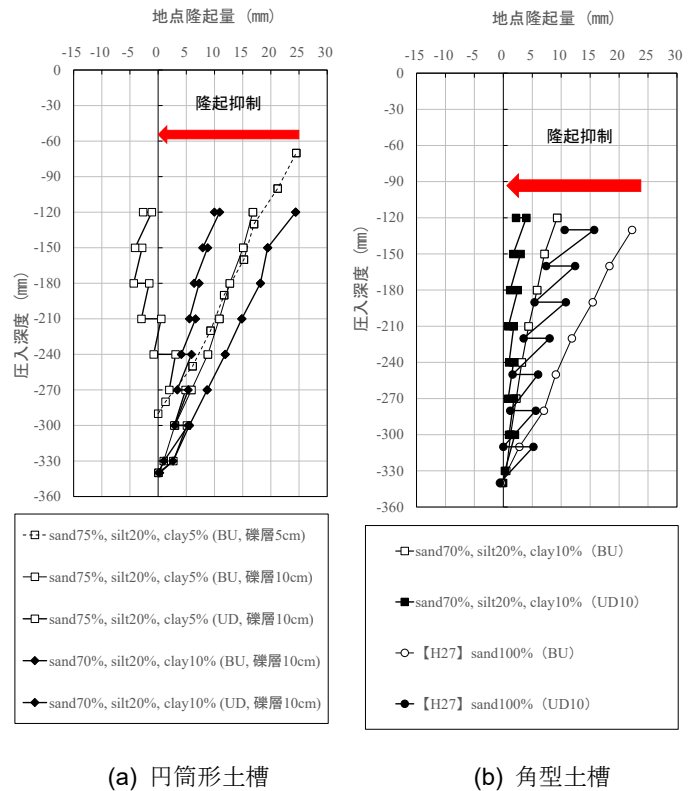 地点隆起量 (mm)
-15 -10 -5 0 5 10 15 20 25 30
0
-30
-60
-90
-120
-150
-180
-210
-240
-270
-300
-330
-360
圧入深度 (mm)
隆起抑制
sand75%, silt20%, clay5% (BU, 礫層5cm)
sand75%, silt20%, clay5% (BU, 礫層10cm)
sand75%, silt20%, clay5% (UD, 礫層10cm)
sand70%, silt20%, clay10% (BU, 礫層10cm)
sand70%, silt20%, clay10% (UD, 礫層10cm)
(a) 円筒形土槽
地点隆起量 (mm)
-15 -10 -5 0 5 10 15 20 25 30
0
-30
-60
-90
-120
-150
-180
-210
-240
-270
-300
-330
-360
圧入深度 (mm)
隆起抑制
sand70%, silt20%, clay10%（BU）
sand70%, silt20%, clay10%（UD10）
【H27】sand100%（BU）
【H27】sand100%（UD10）
(b) 角型土槽